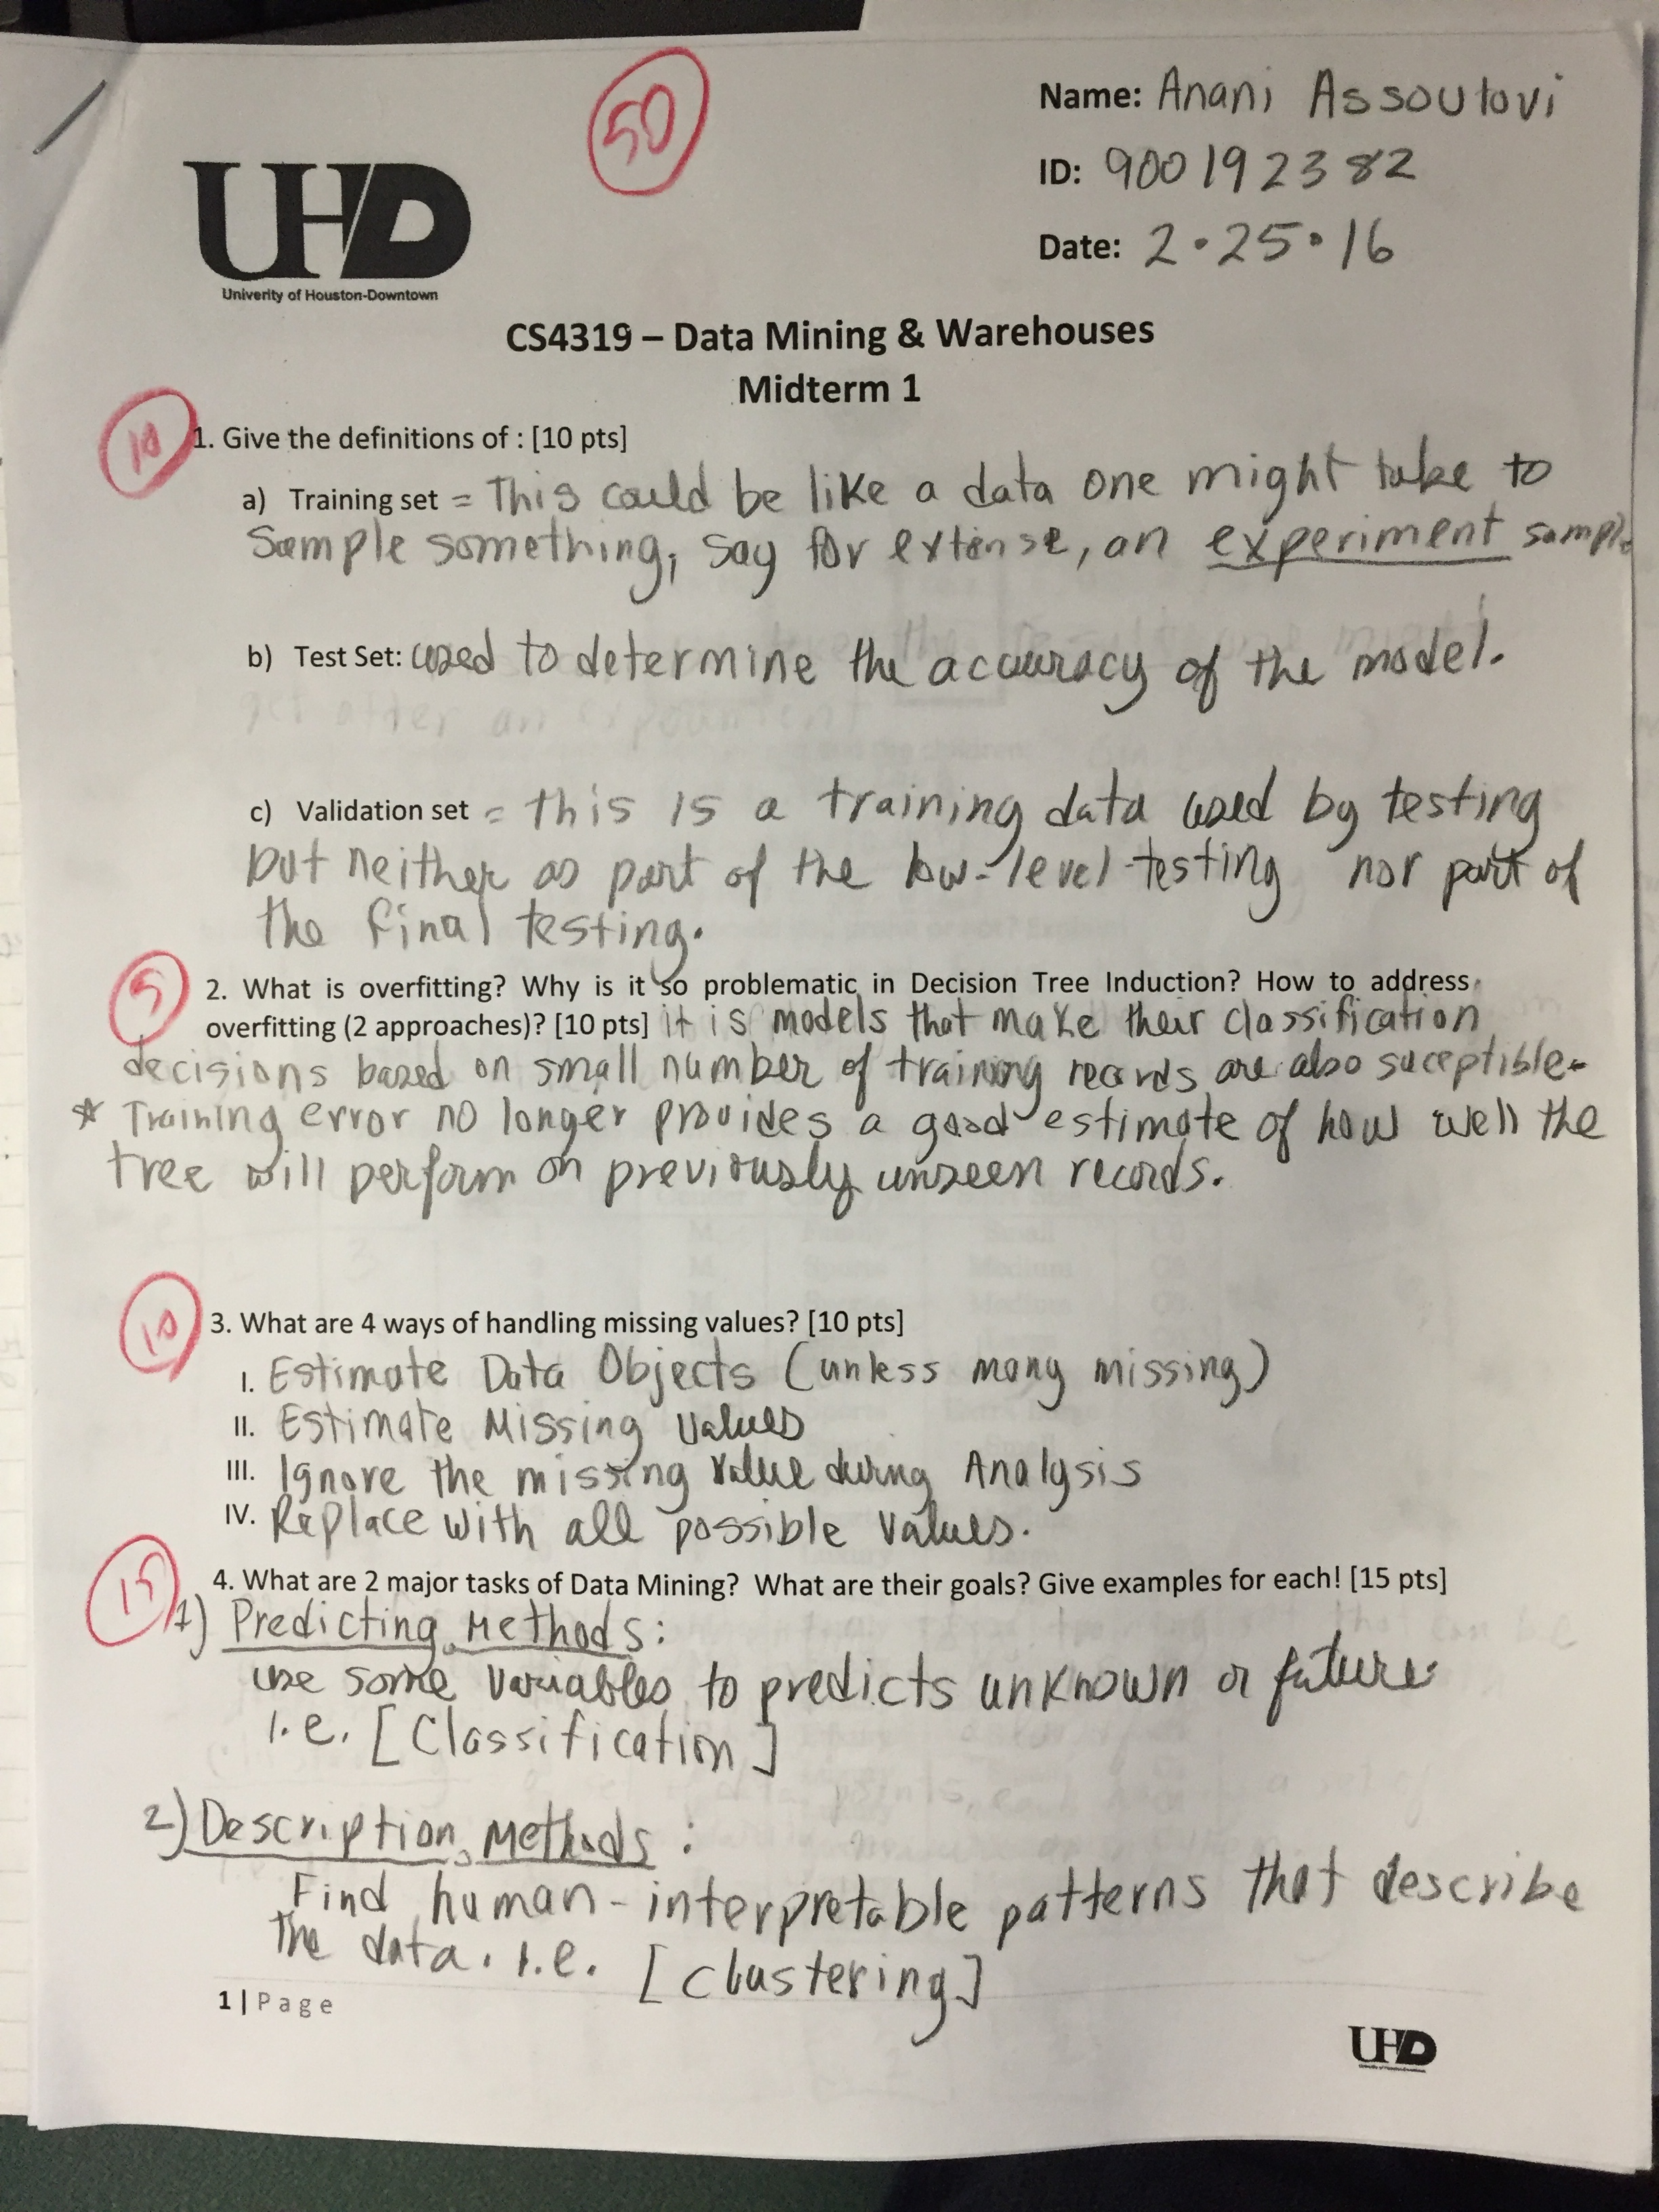 50
Name: Anani Assoutovi
ID: 900192382
Date: 2•25•16
UHD
Univerity of Houston-Downtown
CS4319 – Data Mining & Warehouses
Midterm 1
10
1. Give the definitions of : [10 pts]
a) Training set = This could be like a data one might take to
Sample something, say for extense, an experiment sample
b) Test Set: used to determine the accuracy of the model.
get after an
c) Validation set = this is a training data used by testing
but neither as part of the low-level testing nor part of
the final testing.
5
2. What is overfitting? Why is it so problematic in Decision Tree Induction? How to address
overfitting (2 approaches)? [10 pts] it is models that make their classification
decisions based on small number of training records are also suceptible-
* Training error no longer provides a good estimate of how well the
tree will perform on previously unseen records.
10
3. What are 4 ways of handling missing values? [10 pts]
I. Estimate Data Objects (unless many missing)
II. Estimate Missing Values
III. Ignore the missing value during Analysis
IV. Replace with all possible values.
15
4. What are 2 major tasks of Data Mining? What are their goals? Give examples for each! [15 pts]
1) Predicting Methods:
use some variables to predicts unknown or future
i.e. [Classification]
2) Description Methods:
Find human-interpretable patterns that describe
the data. i.e. [clustering]
1 | Page
UHD